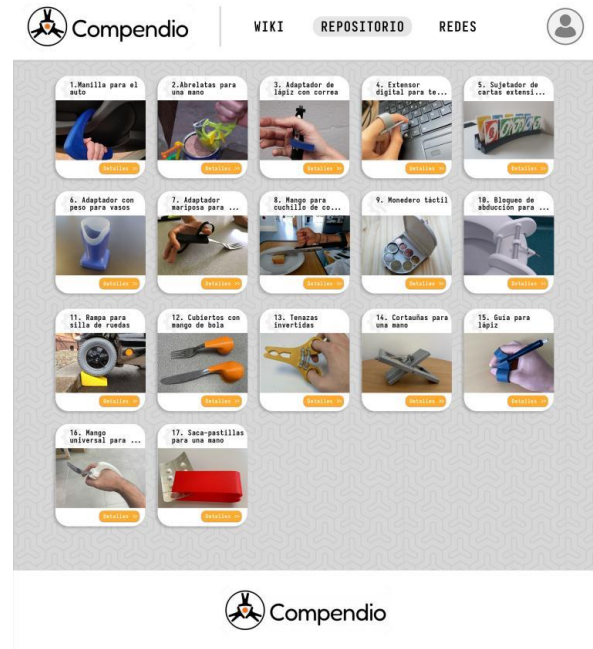 Compendio
WIKI REPOSITORIO REDES
1.Manilla para el
auto
2.Abrelatas para
una mano
3. Adaptador de
lápiz con correa
4. Extensor
digital para te...
5. Sujetador de
cartas extensi...
Detalles >>
Detalles >>
Detalles >>
Detalles >>
Detalles >>
6. Adaptador con
peso para vasos
7. Adaptador
mariposa para ...
8. Mango para
cuchillo de co...
9. Monedero táctil
10. Bloqueo de
abducción para ...
Detalles >>
Detalles >>
Detalles >>
Detalles >>
Detalles >>
11. Rampa para
silla de ruedas
12. Cubiertos con
mango de bola
13. Tenazas
invertidas
14. Cortauñas para
una mano
15. Guía para
lápiz
Detalles >>
Detalles >>
Detalles >>
Detalles >>
Detalles >>
16. Mango
universal para ...
17. Saca-pastillas
para una mano
Detalles >>
Detalles >>
Compendio